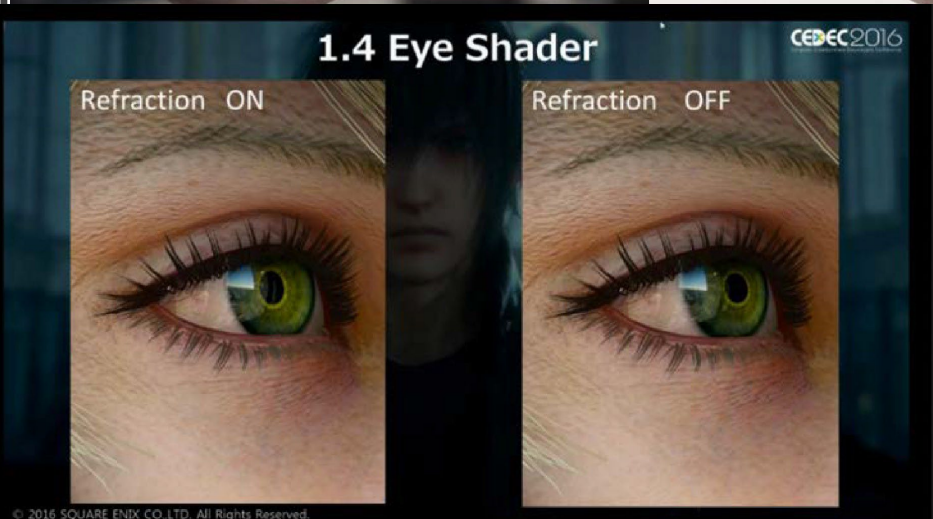 1.4 Eye Shader
CEDEC2016
Refraction ON
Refraction OFF
© 2016 SQUARE ENIX CO.,LTD. All Rights Reserved.